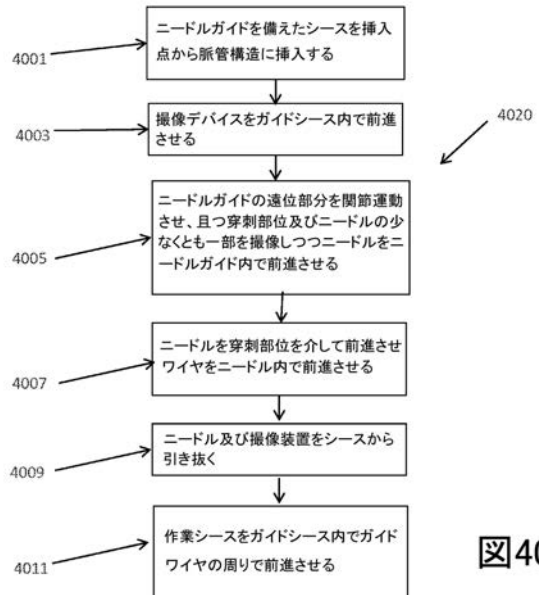 4001
ニードルガイドを備えたシースを挿入
点から脈管構造に挿入する
4003
撮像デバイスをガイドシース内で前進
させる
4020
4005
ニードルガイドの遠位部分を関節運動
させ、且つ穿刺部位及びニードルの少
なくとも一部を撮像しつつニードルをニ
ードルガイド内で前進させる
4007
ニードルを穿刺部位を介して前進させ
ワイヤをニードル内で前進させる
4009
ニードル及び撮像装置をシースから
引き抜く
4011
作業シースをガイドシース内でガイド
ワイヤの周りで前進させる
図40